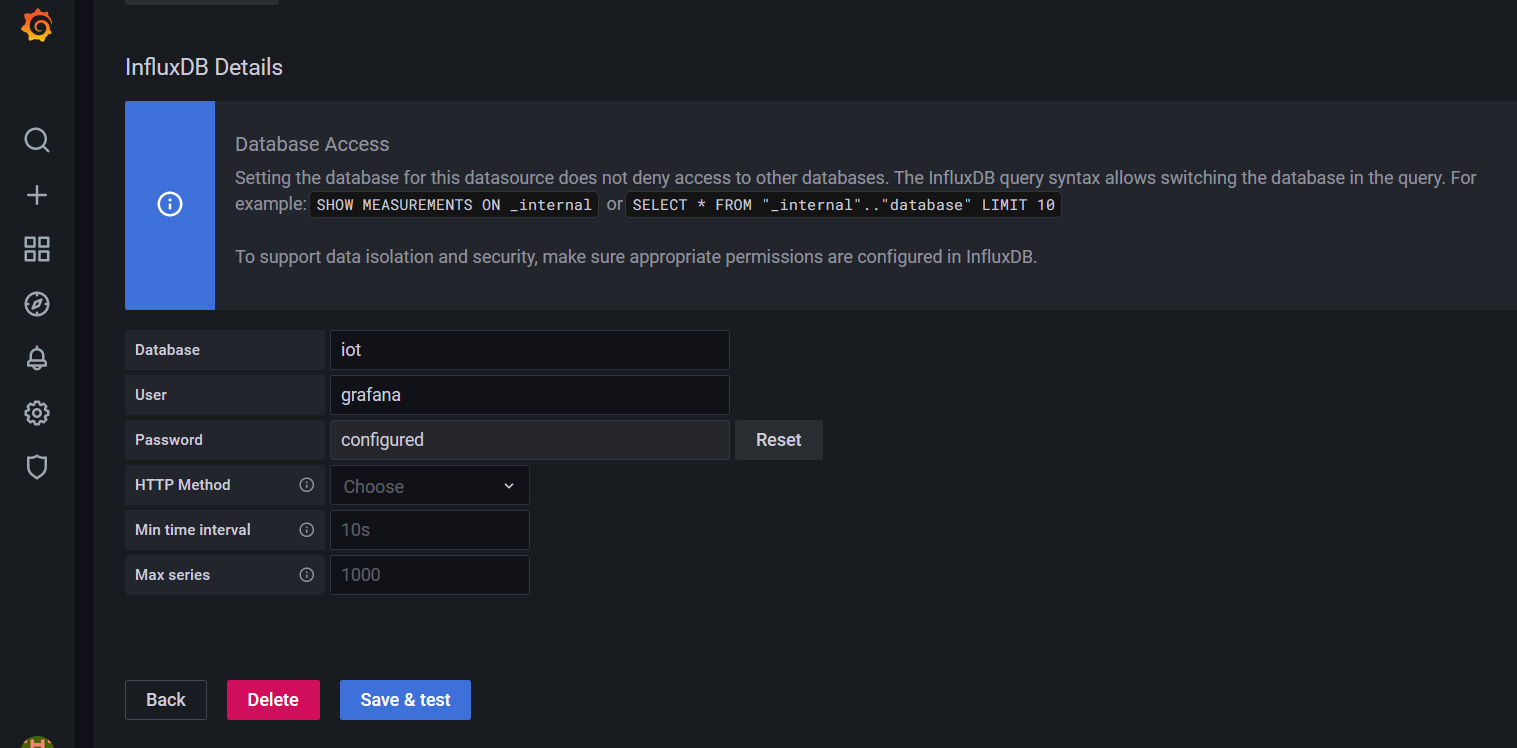 InfluxDB Details
Database Access
Setting the database for this datasource does not deny access to other databases. The InfluxDB query syntax allows switching the database in the query. For
example: SHOW MEASUREMENTS ON _internal or SELECT * FROM "_internal".."database" LIMIT 10
To support data isolation and security, make sure appropriate permissions are configured in InfluxDB.
Database iot
User grafana
Password configured Reset
HTTP Method Choose
Min time interval 10s
Max series 1000
Back Delete Save & test